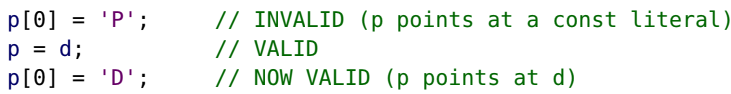 p[0] = 'P';     // INVALID (p points at a const literal)
p = d;          // VALID
p[0] = 'D';     // NOW VALID (p points at d)